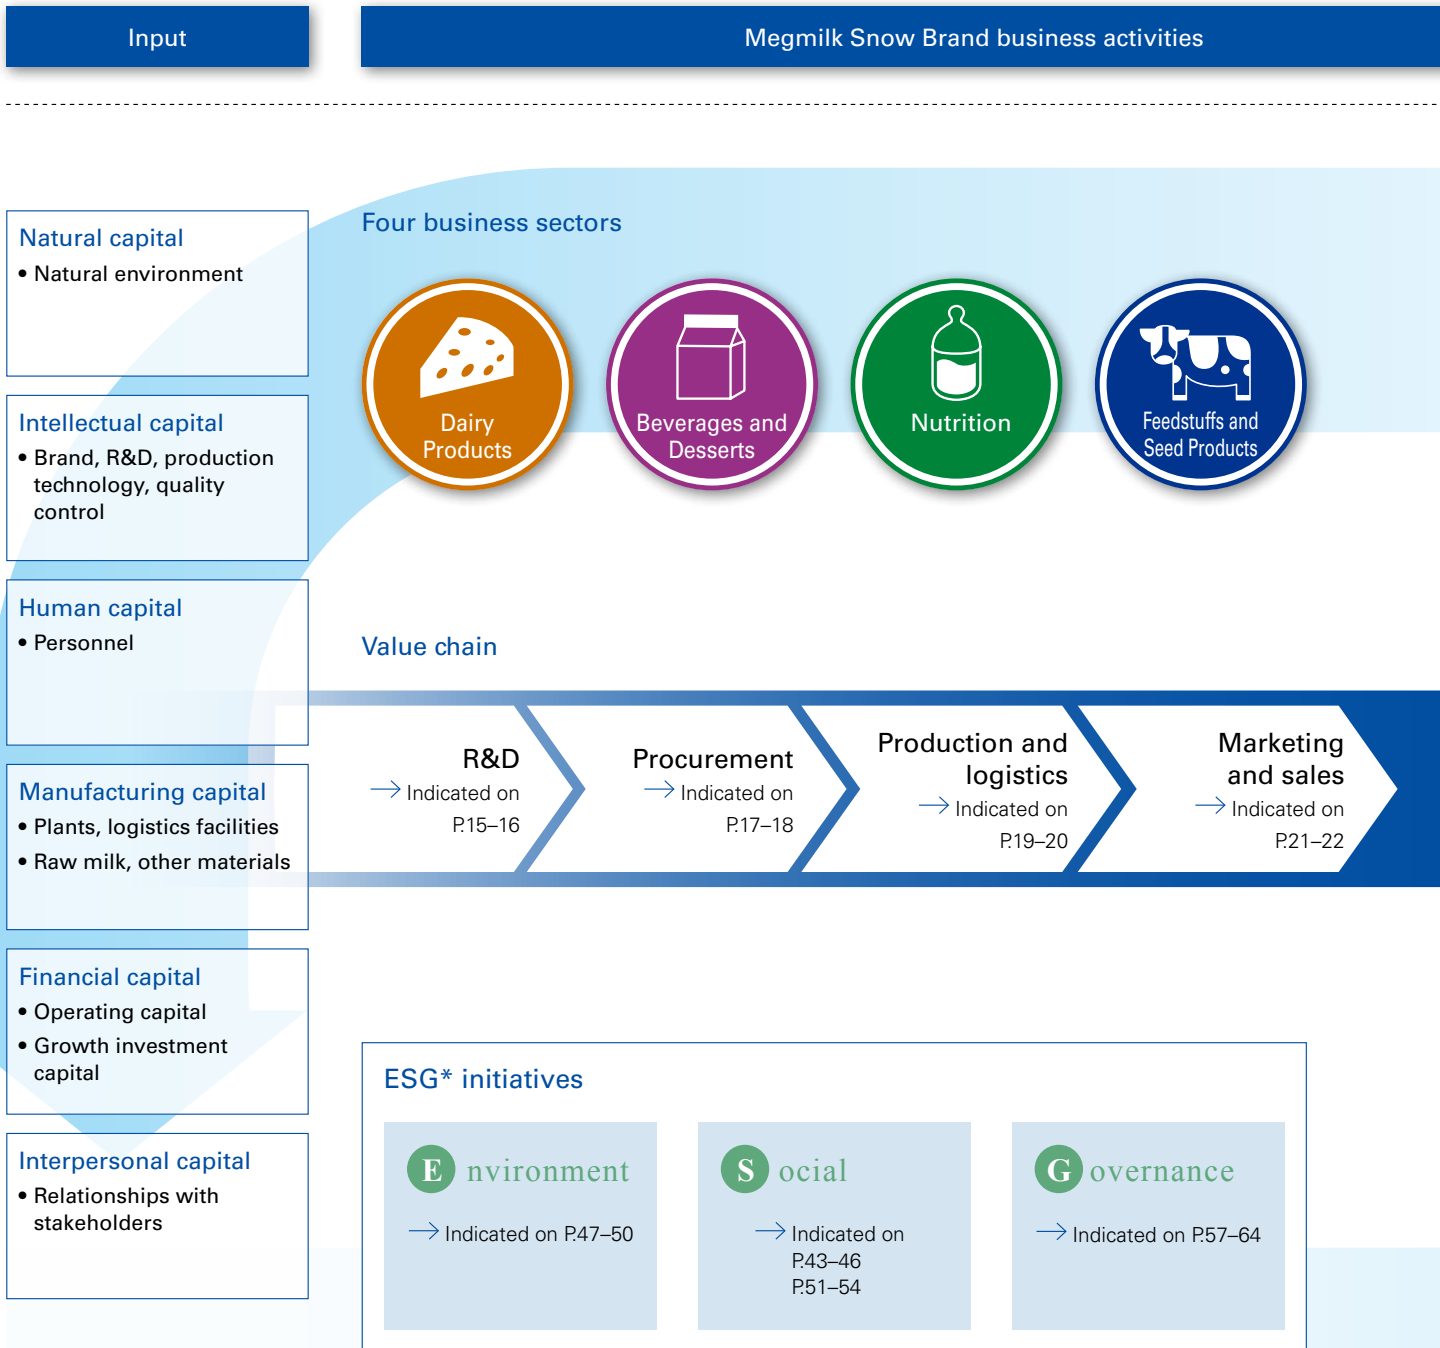 Input
Megmilk Snow Brand business activities
Natural capital
• Natural environment
Intellectual capital
• Brand, R&D, production
technology, quality
control
Human capital
• Personnel
Manufacturing capital
• Plants, logistics facilities
• Raw milk, other materials
Financial capital
• Operating capital
• Growth investment
capital
Interpersonal capital
• Relationships with
stakeholders
Four business sectors
Dairy
Products
Beverages and
Desserts
Nutrition
Feedstuffs and
Seed Products
Value chain
R&D
→ Indicated on
P.15–16
Procurement
→ Indicated on
P.17–18
Production and
logistics
→ Indicated on
P.19–20
Marketing
and sales
→ Indicated on
P.21–22
ESG* initiatives
Environment
→ Indicated on P.47–50
Social
→ Indicated on
P.43–46
P.51–54
Governance
→ Indicated on P.57–64